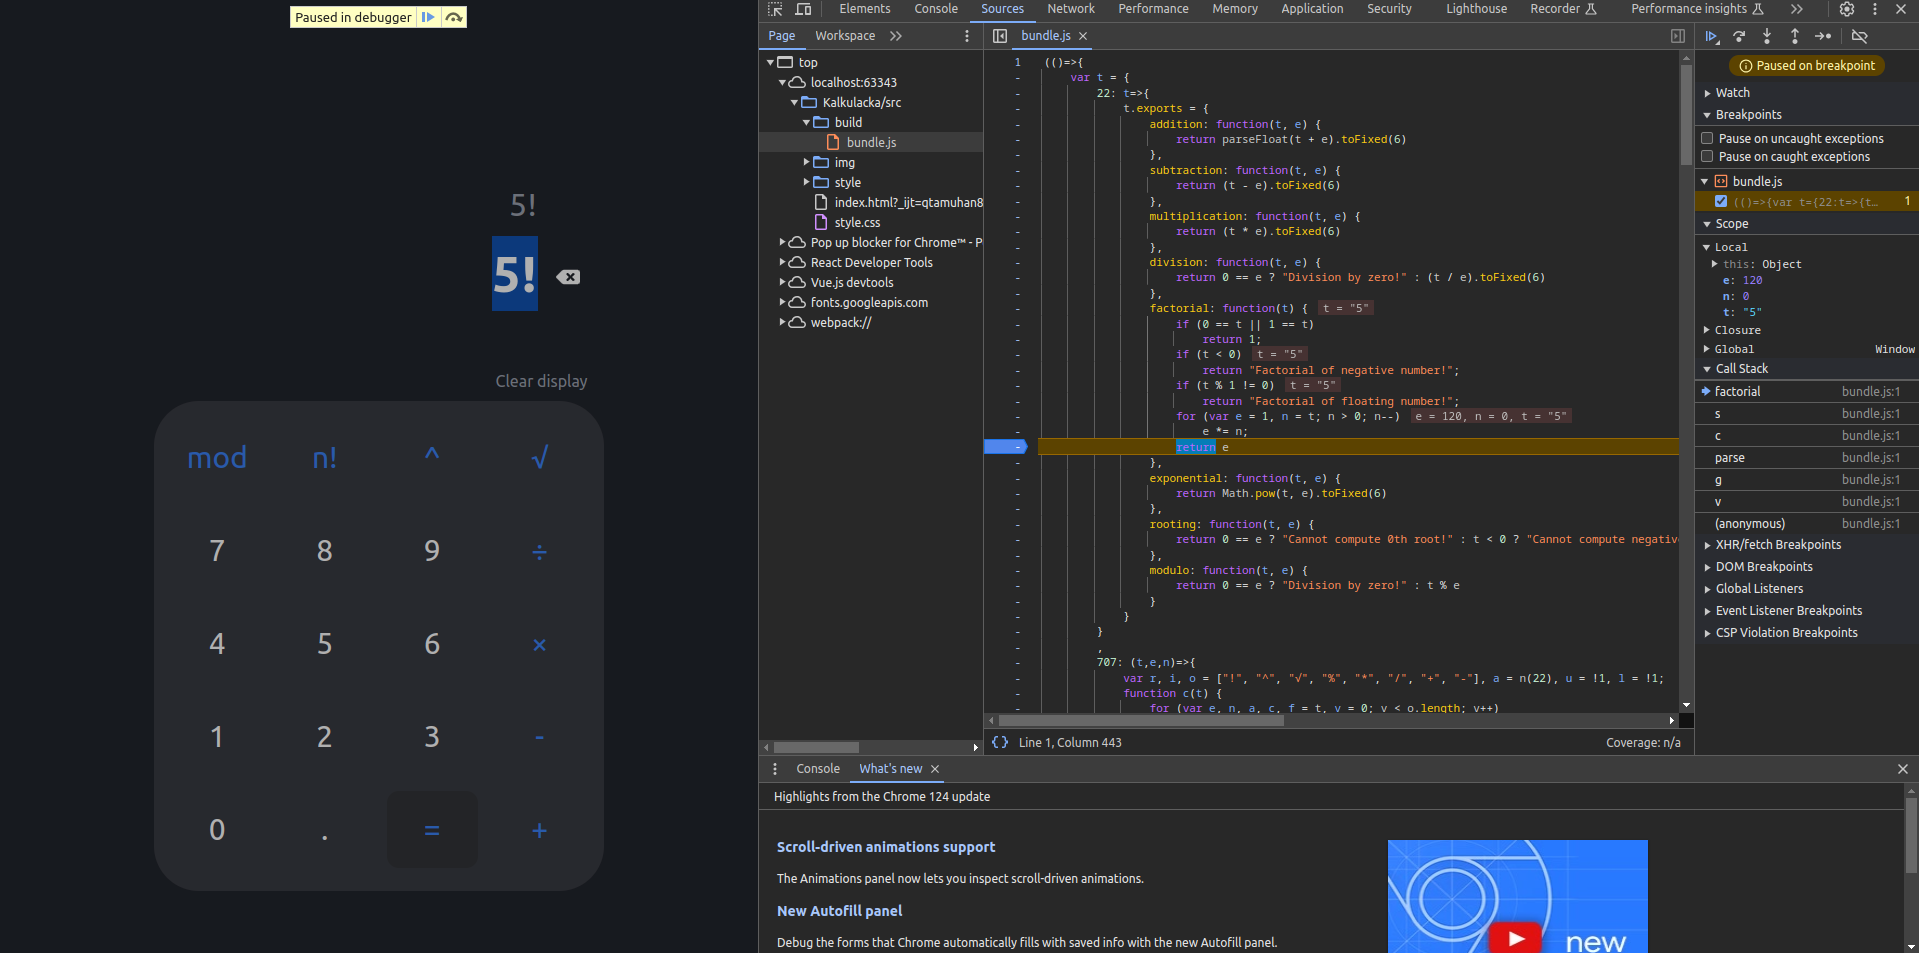 Paused in debugger
5!
5!
Clear display
mod n! ^ √
7 8 9 ÷
4 5 6 ×
1 2 3 -
0 . = +
Elements Console Sources Network Performance Memory Application Security Lighthouse Recorder Performance insights
Page Workspace
top
localhost:63343
Kalkulacka/src
build
bundle.js
img
style
index.html?_ijt=qtamuhan8
style.css
Pop up blocker for Chrome™ - P
React Developer Tools
Vue.js devtools
fonts.googleapis.com
webpack://
bundle.js
1 (()=>{
- var t = {
- 22: t=>{
- t.exports = {
- addition: function(t, e) {
- return parseFloat(t + e).toFixed(6)
- },
- subtraction: function(t, e) {
- return (t - e).toFixed(6)
- },
- multiplication: function(t, e) {
- return (t * e).toFixed(6)
- },
- division: function(t, e) {
- return 0 == e ? "Division by zero!" : (t / e).toFixed(6)
- },
- factorial: function(t) { t = "5"
- if (0 == t || 1 == t)
- return 1;
- if (t < 0) t = "5"
- return "Factorial of negative number!";
- if (t % 1 != 0) t = "5"
- return "Factorial of floating number!";
- for (var e = 1, n = t; n > 0; n--) e = 120, n = 0, t = "5"
- e *= n;
- return e
- },
- exponential: function(t, e) {
- return Math.pow(t, e).toFixed(6)
- },
- rooting: function(t, e) {
- return 0 == e ? "Cannot compute 0th root!" : t < 0 ? "Cannot compute negativ
- },
- modulo: function(t, e) {
- return 0 == e ? "Division by zero!" : t % e
- }
- }
- }
- ,
- 707: (t,e,n)=>{
- var r, i, o = ["!", "^", "√", "%", "*", "/", "+", "-"], a = n(22), u = !1, l = !1;
- function c(t) {
- for (var e, n, a, c, f = t, v = 0; v < o.length; v++)
{} Line 1, Column 443 Coverage: n/a
Paused on breakpoint
Watch
Breakpoints
Pause on uncaught exceptions
Pause on caught exceptions
bundle.js
(()=>{var t={22:t=>{t… 1
Scope
Local
this: Object
e: 120
n: 0
t: "5"
Closure
Global Window
Call Stack
factorial bundle.js:1
s bundle.js:1
c bundle.js:1
parse bundle.js:1
g bundle.js:1
v bundle.js:1
(anonymous) bundle.js:1
XHR/fetch Breakpoints
DOM Breakpoints
Global Listeners
Event Listener Breakpoints
CSP Violation Breakpoints
Console What's new
Highlights from the Chrome 124 update
Scroll-driven animations support
The Animations panel now lets you inspect scroll-driven animations.
New Autofill panel
Debug the forms that Chrome automatically fills with saved info with the new Autofill panel.
new